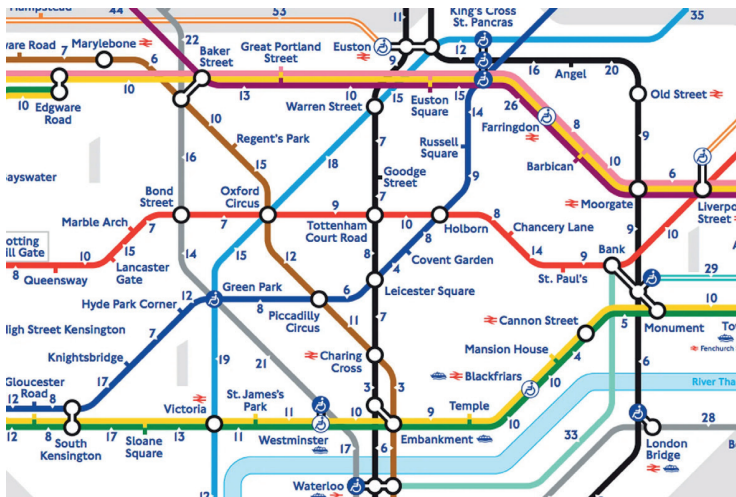 44
Hampstead
53
11
King's Cross
St. Pancras
35
ware Road
7
Marylebone
6
22
Baker
Street
Great Portland
Street
Euston
9
12
16
Angel
20
10
Edgware
Road
10
13
10
Warren Street
15
Euston
Square
15
14
26
Farringdon
8
Old Street
9
16
10
Regent's Park
15
18
7
Goodge
Street
7
Russell
Square
9
Barbican
10
Moorgate
6
Liverpo
Street
Bayswater
Bond
Street
Oxford
Circus
Marble Arch
7
7
9
Tottenham
Court Road
10
Holborn
8
Chancery Lane
9
otting
ill Gate
8
Queensway
10
15
Lancaster
Gate
14
15
12
8
4
Covent Garden
14
St. Paul's
9
Bank
10
29
Hyde Park Corner
12
Green Park
8
Piccadilly
Circus
6
Leicester Square
High Street Kensington
7
Knightsbridge
17
19
21
11
7
Charing
Cross
Cannon Street
Mansion House
4
5
Monument
10
To
Fenchurch
Gloucester
Road
8
12
8
South
Kensington
17
Sloane
Square
13
Victoria
11
St. James's
Park
11
Westminster
10
3
3
9
Embankment
Temple
10
Blackfriars
10
6
River Tha
33
28
London
Bridge
B
12
17
Waterloo
6